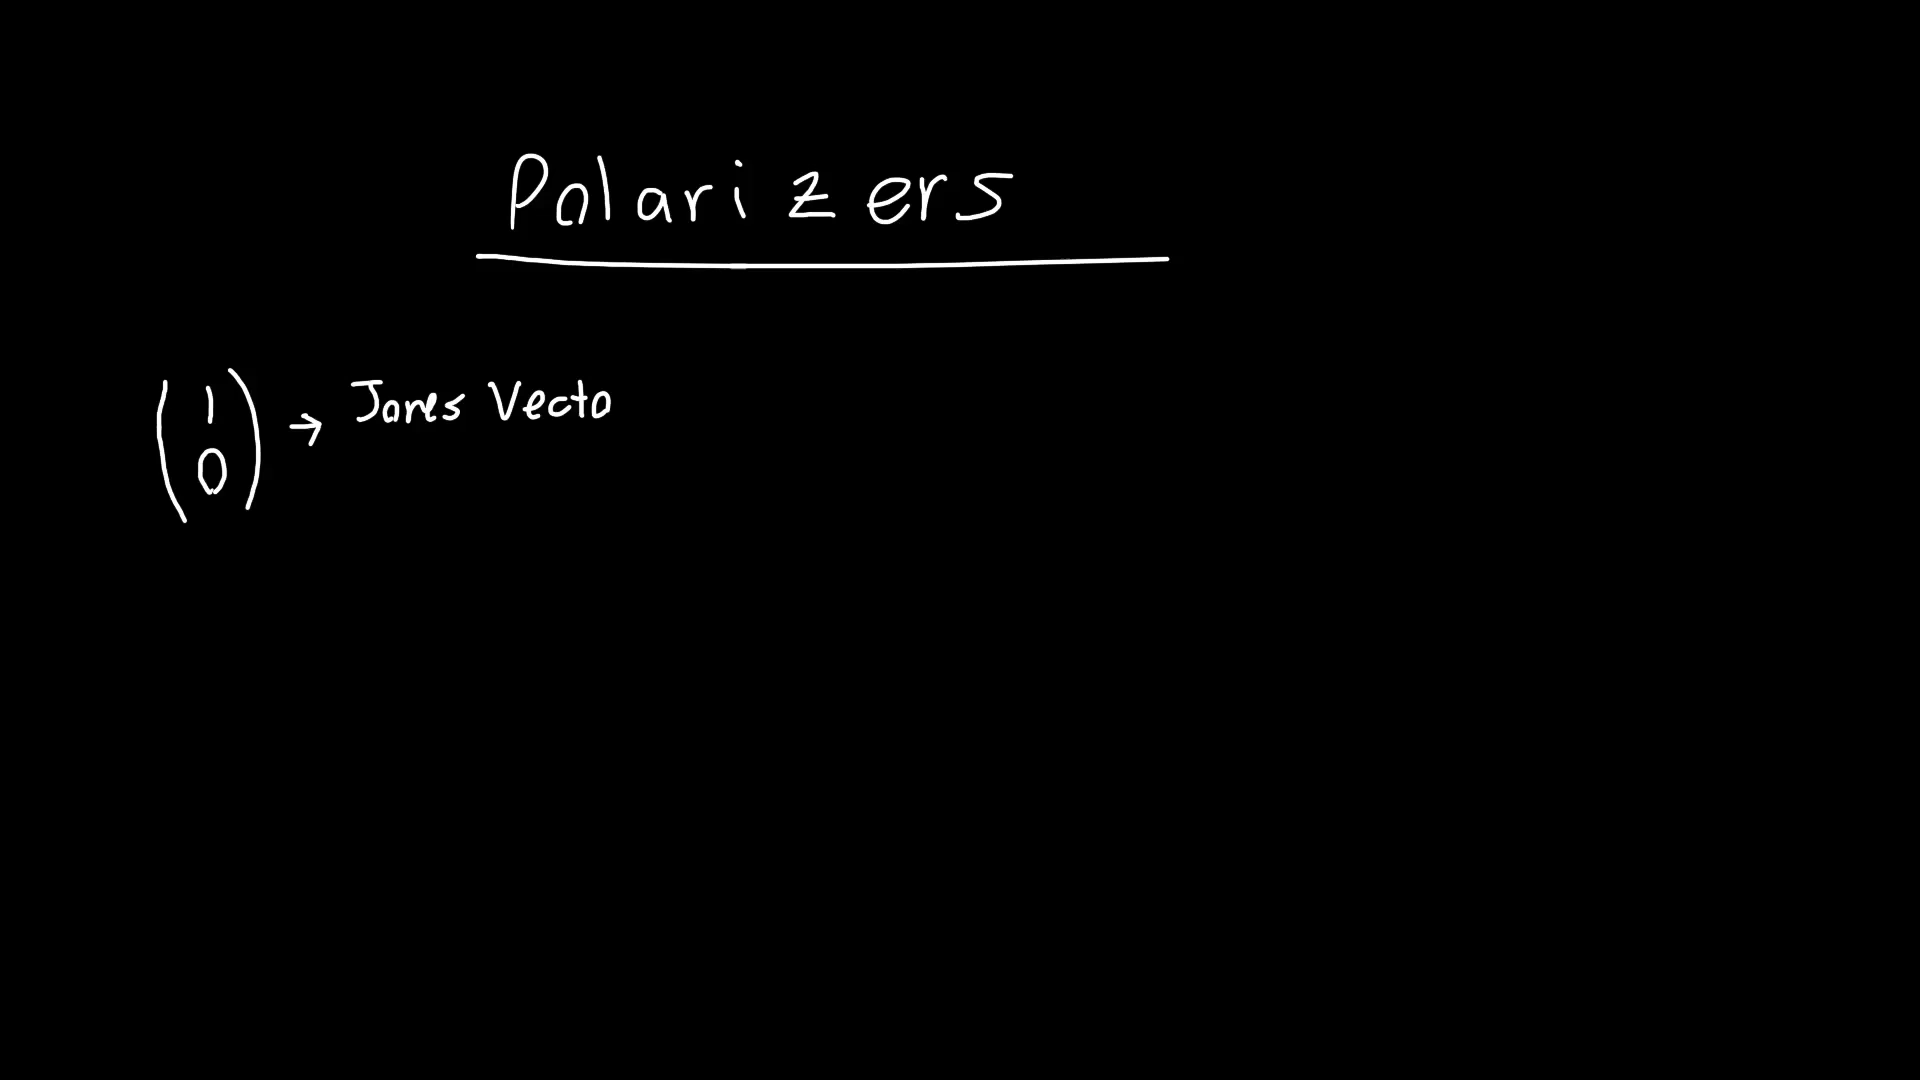 Polarizers
(1 0) → Jones Vecto